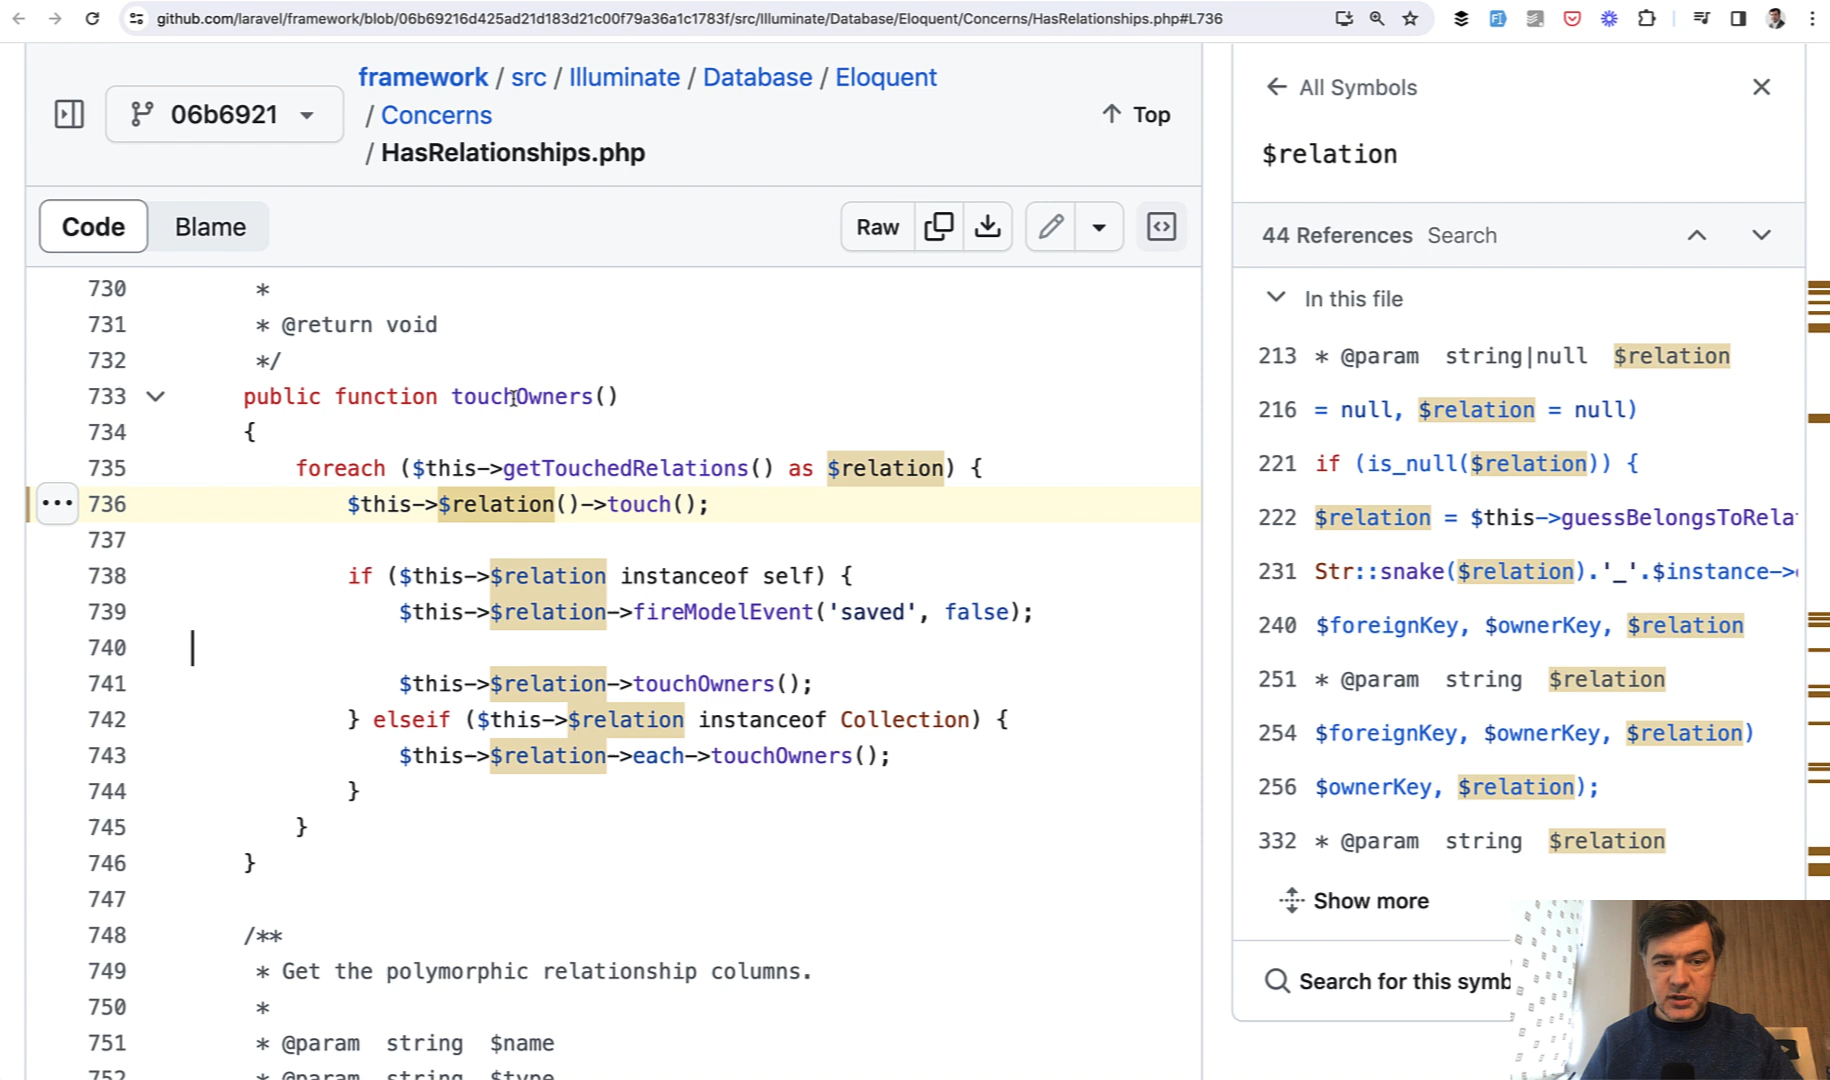 github.com/laravel/framework/blob/06b69216d425ad21d183d21c00f79a36a1c1783f/src/Illuminate/Database/Eloquent/Concerns/HasRelationships.php#L736
framework / src / Illuminate / Database / Eloquent
/ Concerns
/ HasRelationships.php
06b6921
Top
Code
Blame
Raw
730 *
731 * @return void
732 */
733 public function touchOwners()
734 {
735 foreach ($this->getTouchedRelations() as $relation) {
736 $this->$relation()->touch();
737
738 if ($this->$relation instanceof self) {
739 $this->$relation->fireModelEvent('saved', false);
740
741 $this->$relation->touchOwners();
742 } elseif ($this->$relation instanceof Collection) {
743 $this->$relation->each->touchOwners();
744 }
745 }
746 }
747
748 /**
749 * Get the polymorphic relationship columns.
750 *
751 * @param string $name
752 * @param string $type
All Symbols
$relation
44 References Search
In this file
213 * @param string|null $relation
216 = null, $relation = null)
221 if (is_null($relation)) {
222 $relation = $this->guessBelongsToRela
231 Str::snake($relation).'_'.$instance->
240 $foreignKey, $ownerKey, $relation
251 * @param string $relation
254 $foreignKey, $ownerKey, $relation)
256 $ownerKey, $relation);
332 * @param string $relation
Show more
Search for this symb